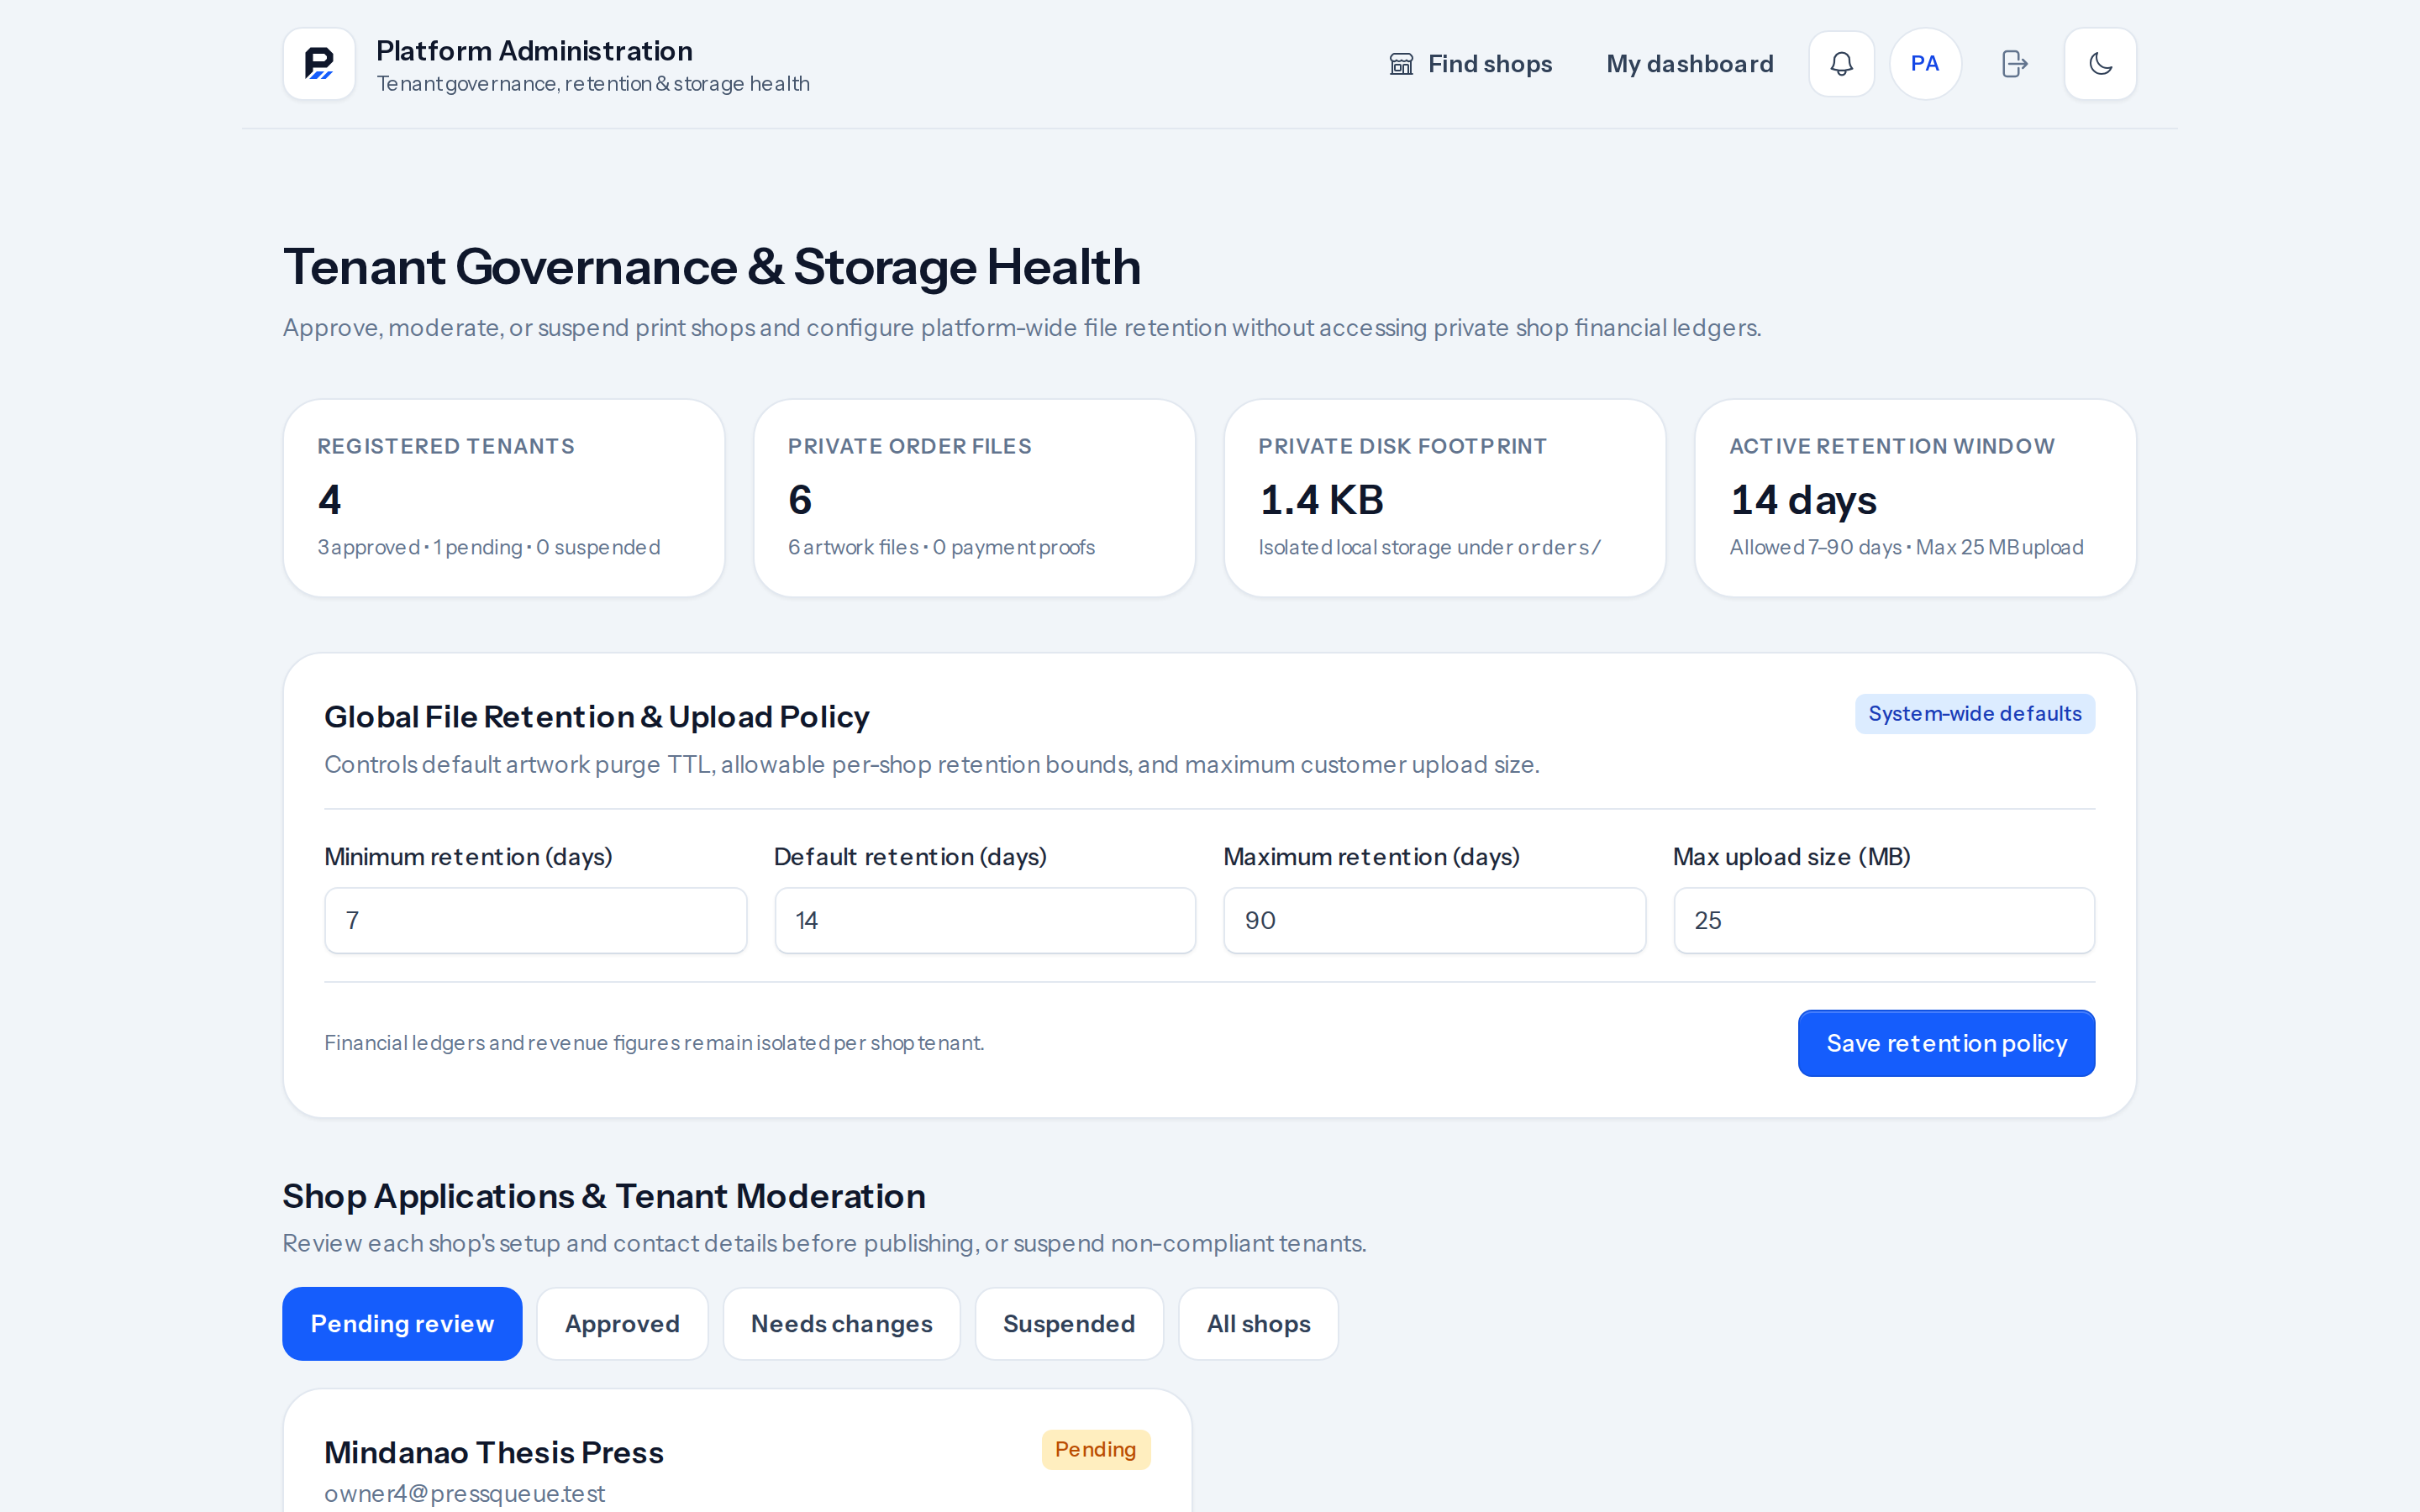 Platform Administration
Tenant governance, retention & storage health
Find shops
My dashboard
PA
Tenant Governance & Storage Health
Approve, moderate, or suspend print shops and configure platform-wide file retention without accessing private shop financial ledgers.
REGISTERED TENANTS
4
3 approved • 1 pending • 0 suspended
PRIVATE ORDER FILES
6
6 artwork files • 0 payment proofs
PRIVATE DISK FOOTPRINT
1.4 KB
Isolated local storage under orders/
ACTIVE RETENTION WINDOW
14 days
Allowed 7–90 days • Max 25 MB upload
Global File Retention & Upload Policy
System-wide defaults
Controls default artwork purge TTL, allowable per-shop retention bounds, and maximum customer upload size.
Minimum retention (days)
Default retention (days)
Maximum retention (days)
Max upload size (MB)
7
14
90
25
Financial ledgers and revenue figures remain isolated per shop tenant.
Save retention policy
Shop Applications & Tenant Moderation
Review each shop's setup and contact details before publishing, or suspend non-compliant tenants.
Pending review
Approved
Needs changes
Suspended
All shops
Mindanao Thesis Press
Pending
owner4@pressqueue.test